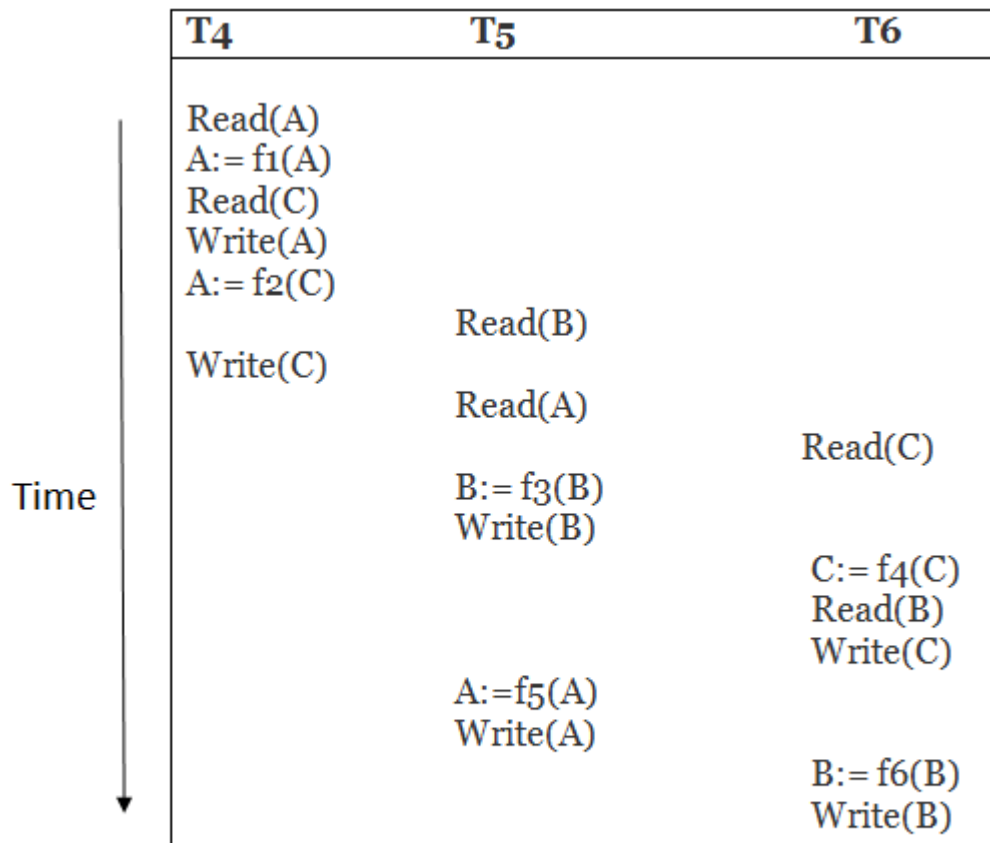 T4 T5 T6
Read(A)
A:= f1(A)
Read(C)
Write(A)
A:= f2(C)
Read(B)
Write(C)
Read(A)
Read(C)
Time
B:= f3(B)
Write(B)
C:= f4(C)
Read(B)
Write(C)
A:=f5(A)
Write(A)
B:= f6(B)
Write(B)